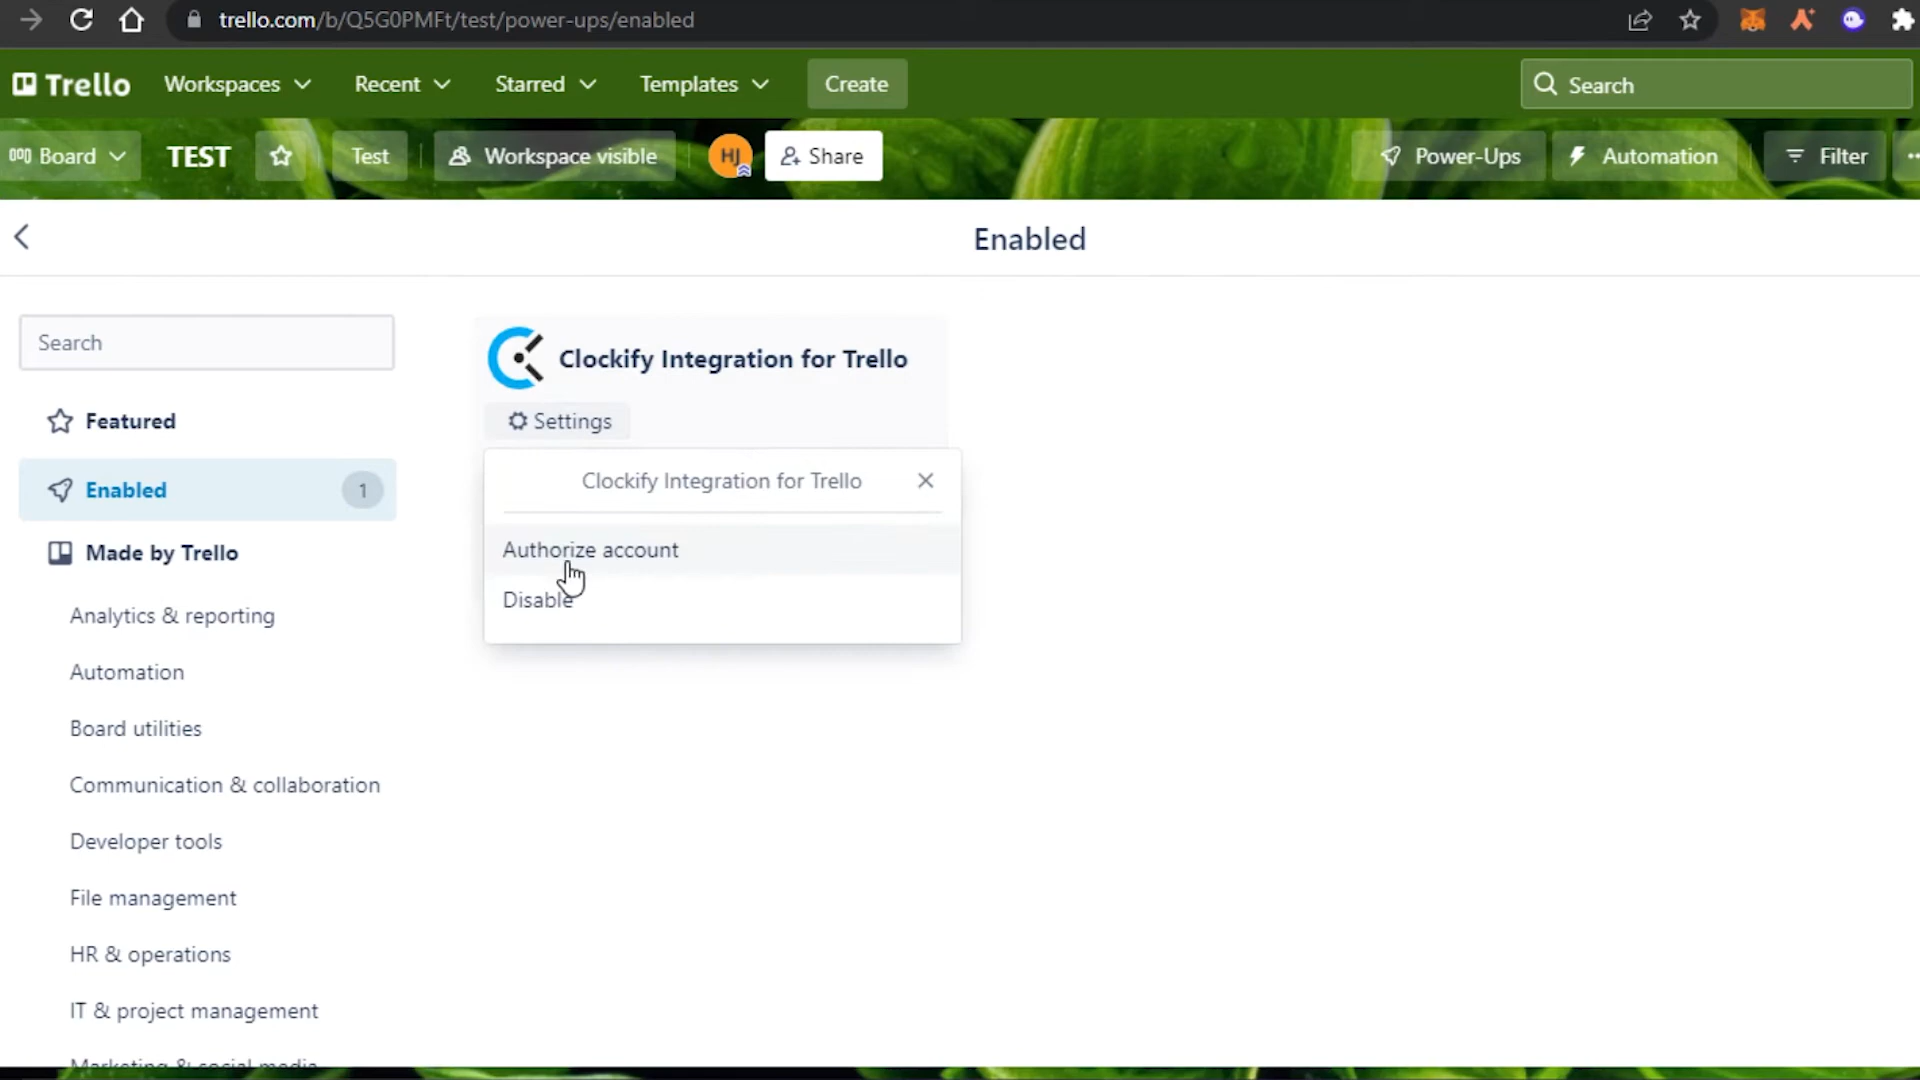 trello.com/b/Q5G0PMFt/test/power-ups/enabled
Trello Workspaces Recent Starred Templates Create Search
Board TEST Test Workspace visible HJ Share Power-Ups Automation Filter
Enabled
Search
Clockify Integration for Trello
Featured
Settings
Clockify Integration for Trello
Enabled 1
Authorize account
Made by Trello
Disable
Analytics & reporting
Automation
Board utilities
Communication & collaboration
Developer tools
File management
HR & operations
IT & project management
Marketing & social media